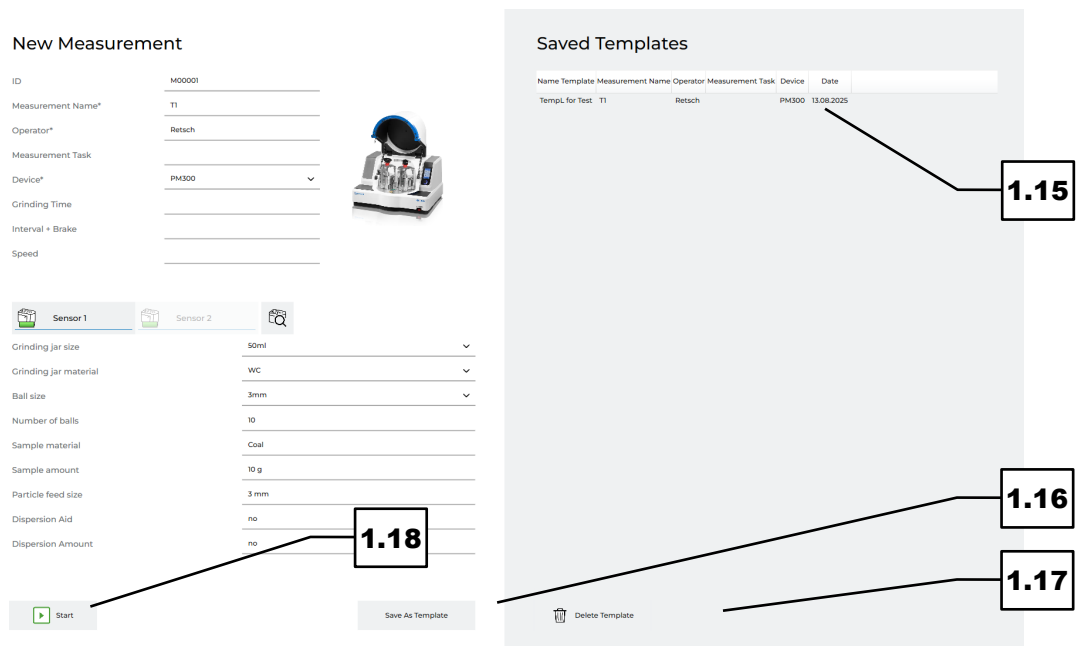 New Measurement
ID M00001
Measurement Name* T1
Operator* Retsch
Measurement Task
Device* PM300
Grinding Time
Interval + Brake
Speed
Sensor 1 Sensor 2
Grinding jar size 50ml
Grinding jar material WC
Ball size 3mm
Number of balls 10
Sample material Coal
Sample amount 10 g
Particle feed size 3 mm
Dispersion Aid no
Dispersion Amount no
1.18
Start Save As Template
Saved Templates
Name Template Measurement Name Operator Measurement Task Device Date
TempL for Test T1 Retsch PM300 13.08.2025
1.15
1.16
1.17
Delete Template